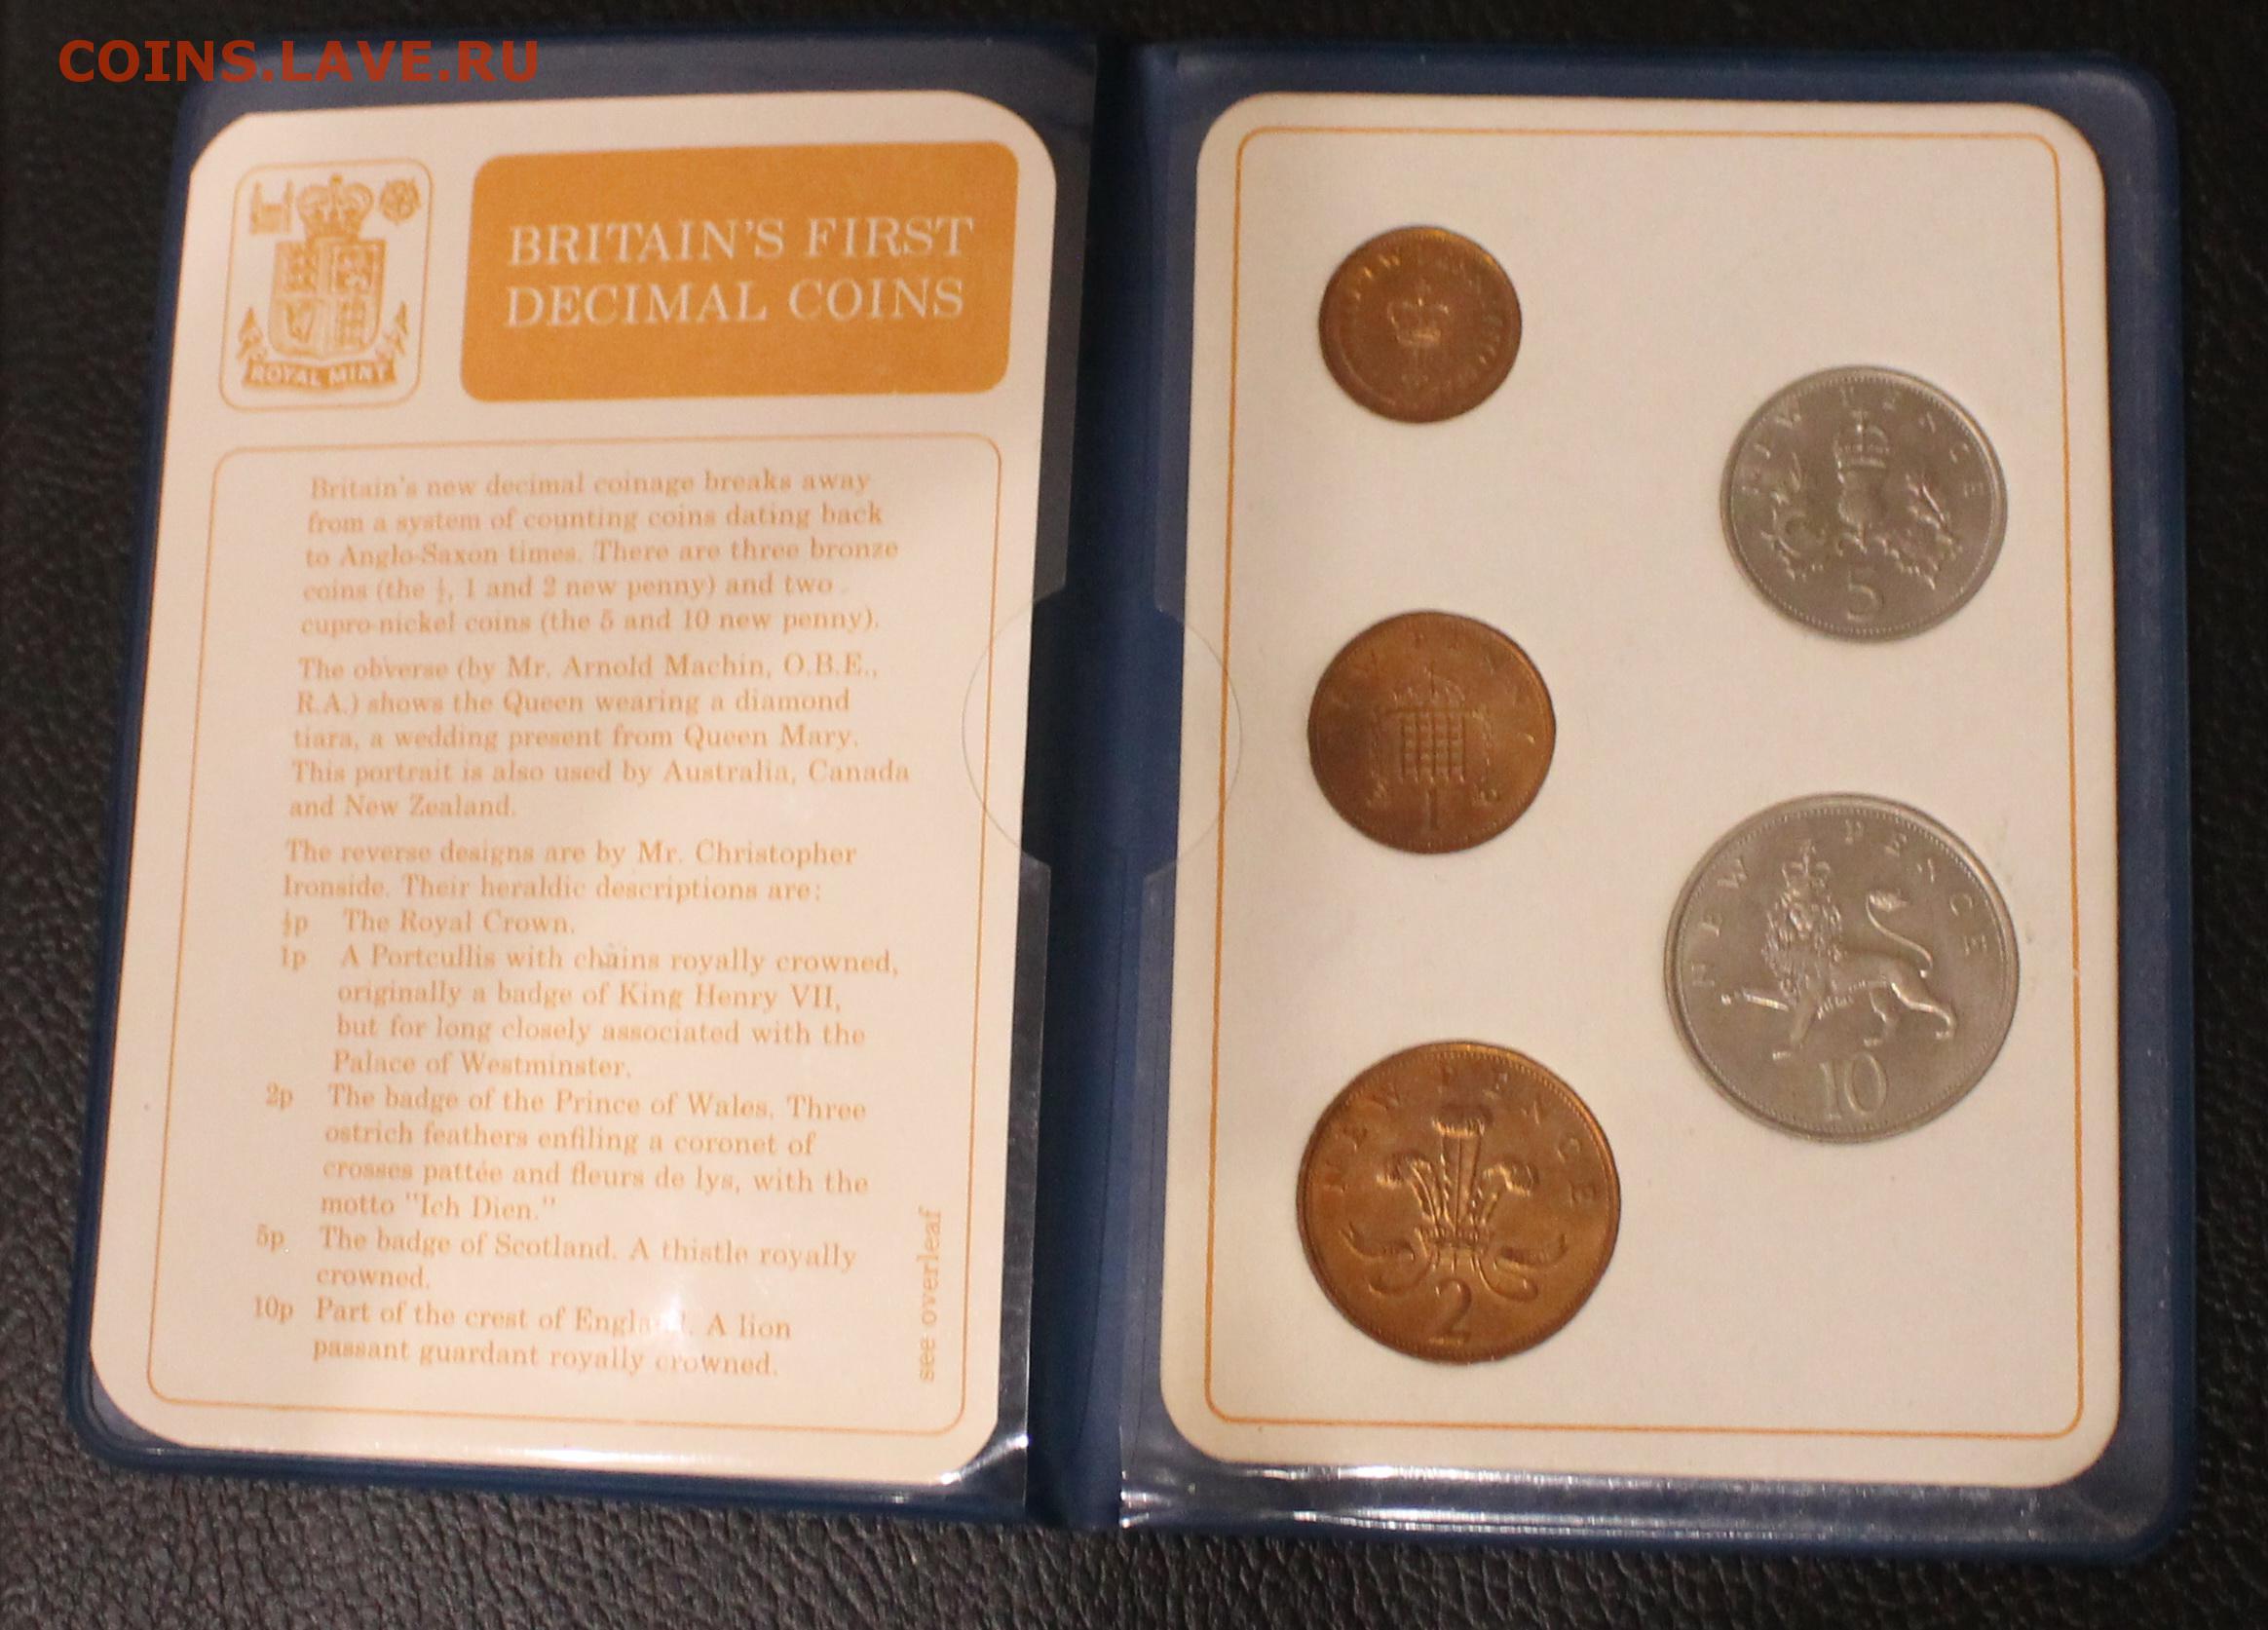 COINS.LAVE.RU
ROYAL MINT
BRITAIN'S FIRST
DECIMAL COINS
Britain's new decimal coinage breaks away
from a system of counting coins dating back
to Anglo-Saxon times. There are three bronze
coins (the ½, 1 and 2 new penny) and two
cupro-nickel coins (the 5 and 10 new penny).
The obverse (by Mr. Arnold Machin, O.B.E.,
R.A.) shows the Queen wearing a diamond
tiara, a wedding present from Queen Mary.
This portrait is also used by Australia, Canada
and New Zealand.
The reverse designs are by Mr. Christopher
Ironside. Their heraldic descriptions are:
½p The Royal Crown.
1p A Portcullis with chains royally crowned,
originally a badge of King Henry VII,
but for long closely associated with the
Palace of Westminster.
2p The badge of the Prince of Wales. Three
ostrich feathers enfiling a coronet of
crosses pattée and fleurs de lys, with the
motto "Ich Dien."
5p The badge of Scotland. A thistle royally
crowned.
10p Part of the crest of England. A lion
passant guardant royally crowned.
see overleaf
NEW PENCE
5
NEW PENNY
1
NEW PENCE
10
NEW PENCE
2